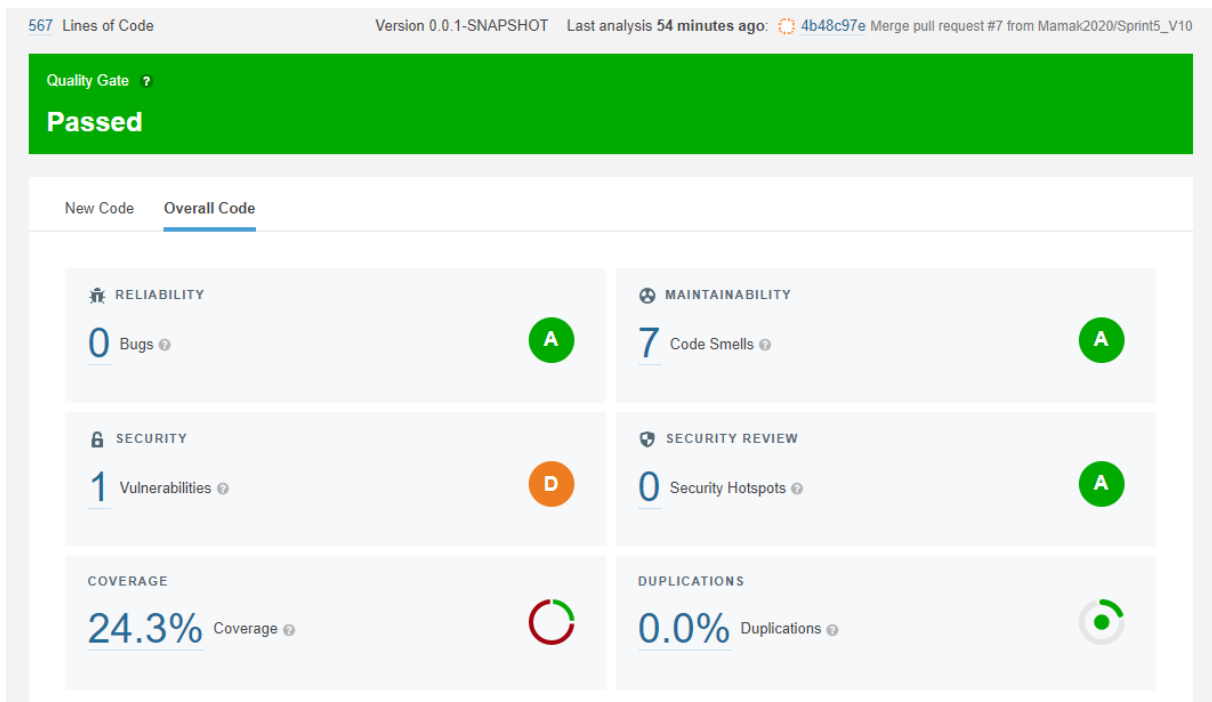 567 Lines of Code Version 0.0.1-SNAPSHOT Last analysis 54 minutes ago: 4b48c97e Merge pull request #7 from Mamak2020/Sprint5_V10
Quality Gate ?
Passed
New Code Overall Code
RELIABILITY
0 Bugs ?
A
MAINTAINABILITY
7 Code Smells ?
A
SECURITY
1 Vulnerabilities ?
D
SECURITY REVIEW
0 Security Hotspots ?
A
COVERAGE
24.3% Coverage ?
DUPLICATIONS
0.0% Duplications ?